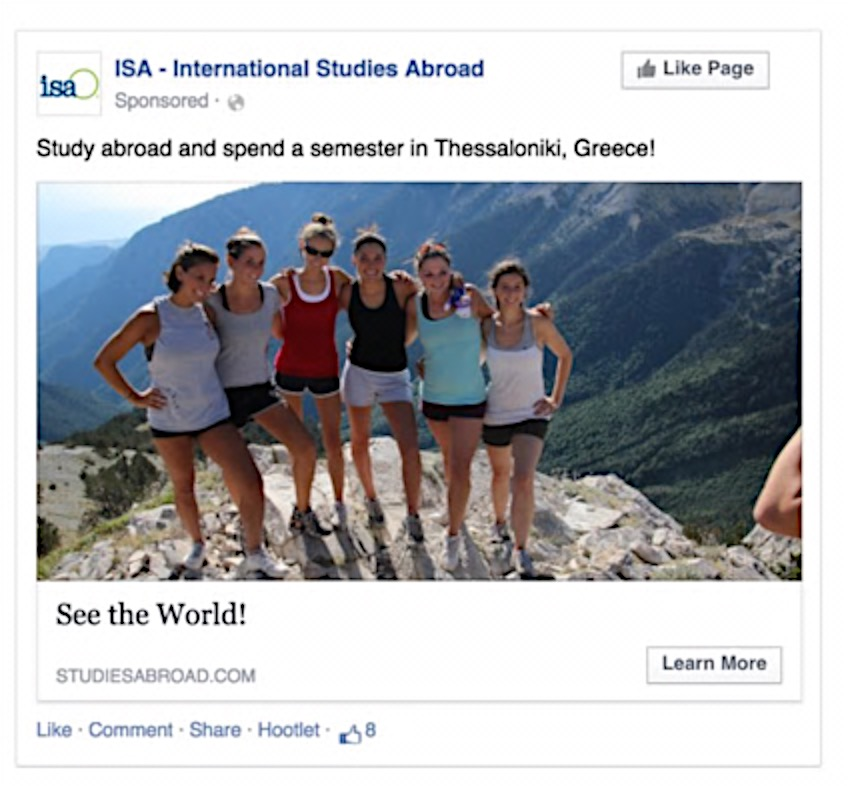 isa
ISA - International Studies Abroad
Sponsored ·
Like Page
Study abroad and spend a semester in Thessaloniki, Greece!
See the World!
STUDIESABROAD.COM
Learn More
Like · Comment · Share · Hootlet · 8